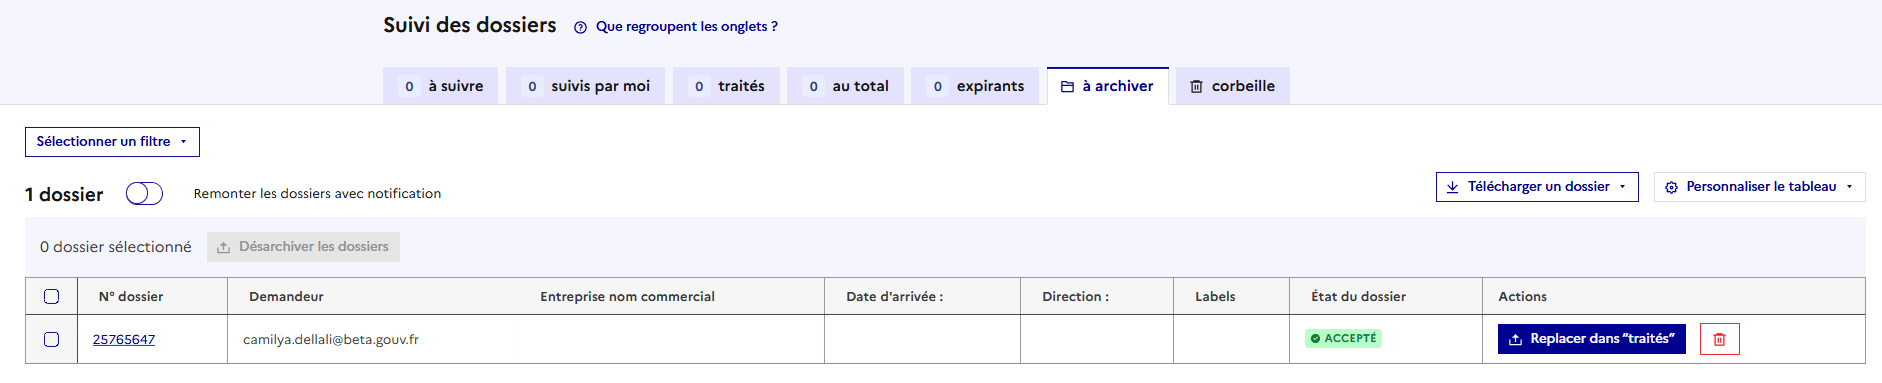 Suivi des dossiers Que regroupent les onglets ?
0 à suivre 0 suivis par moi 0 traités 0 au total 0 expirants à archiver corbeille
Sélectionner un filtre
1 dossier Remonter les dossiers avec notification Télécharger un dossier Personnaliser le tableau
0 dossier sélectionné Désarchiver les dossiers
N° dossier Demandeur Entreprise nom commercial Date d'arrivée : Direction : Labels État du dossier Actions
25765647 camilya.dellali@beta.gouv.fr ACCEPTÉ Replacer dans “traités”